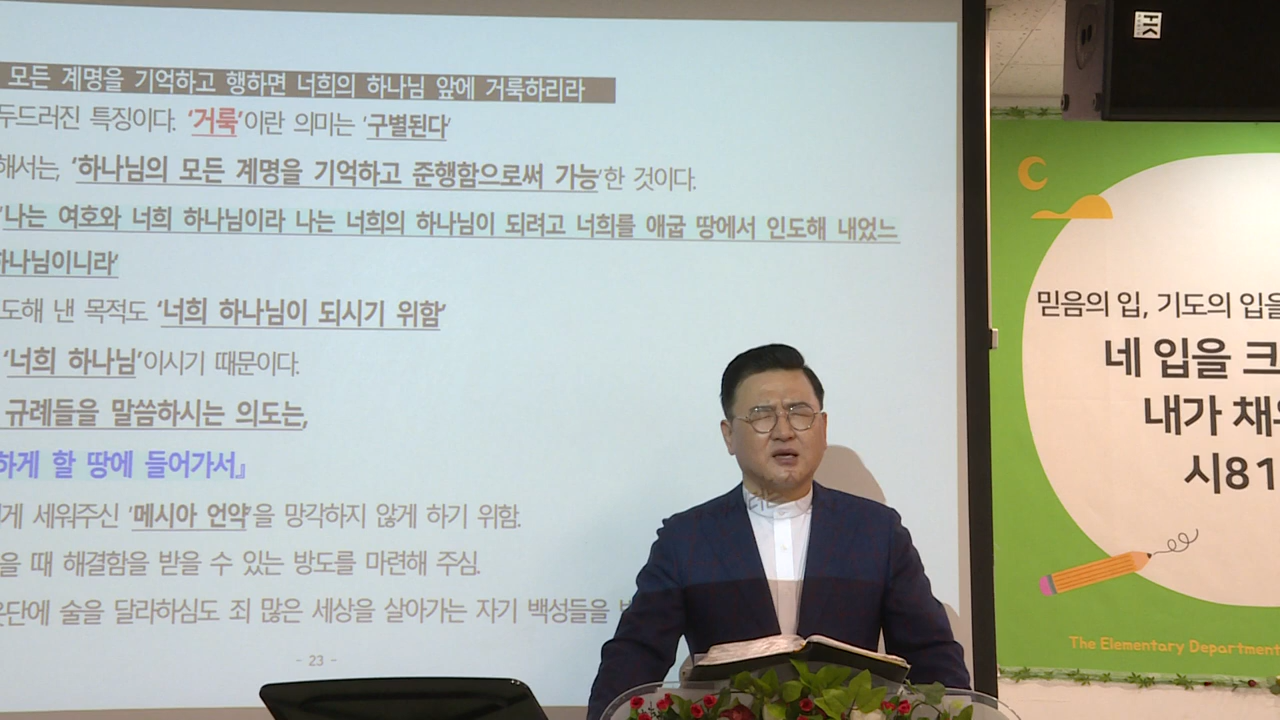 모든 계명을 기억하고 행하면 너희의 하나님 앞에 거룩하리라
두드러진 특징이다. '거룩'이란 의미는 '구별된다'
해서는, '하나님의 모든 계명을 기억하고 준행함으로써 가능'한 것이다.
'나는 여호와 너희 하나님이라 나는 너희의 하나님이 되려고 너희를 애굽 땅에서 인도해 내었느
하나님이니라'
도해 낸 목적도 '너희 하나님이 되시기 위함'
'너희 하나님'이시기 때문이다.
규례들을 말씀하시는 의도는,
하게 할 땅에 들어가서』
게 세워주신 '메시아 언약'을 망각하지 않게 하기 위함.
을 때 해결함을 받을 수 있는 방도를 마련해 주심.
옷단에 술을 달라하심도 죄 많은 세상을 살아가는 자기 백성들을
- 23 -
HK
믿음의 입, 기도의 입을
네 입을 크
내가 채우
시81
The Elementary Department